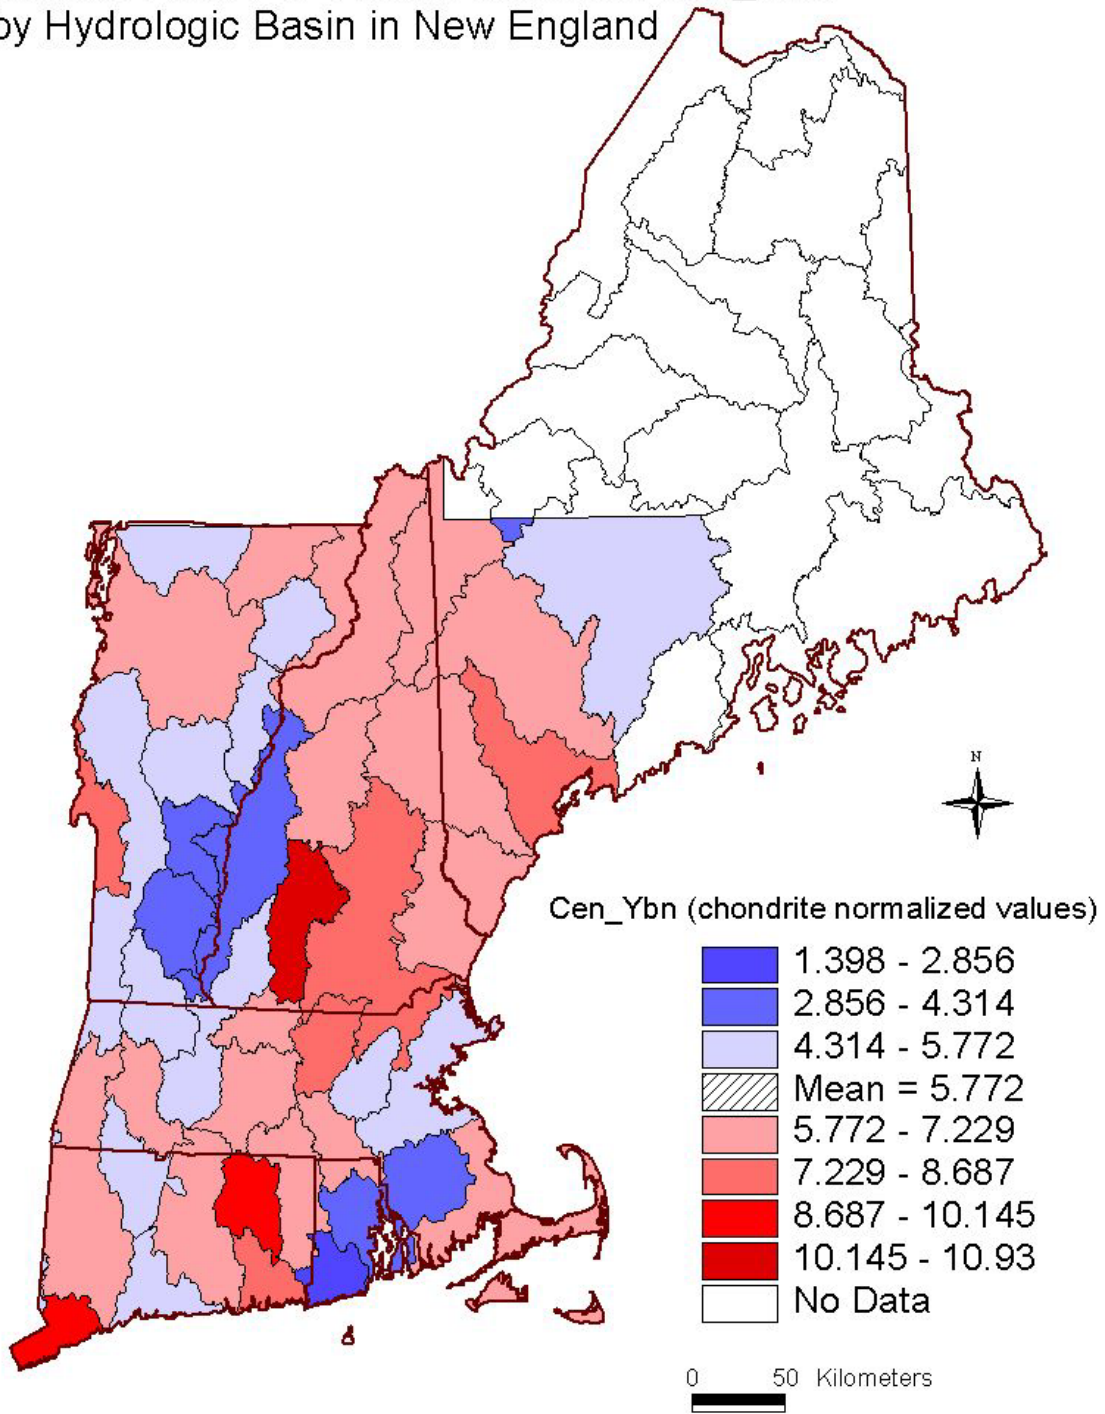 by Hydrologic Basin in New England
N
Cen_Ybn (chondrite normalized values)
1.398 - 2.856
2.856 - 4.314
4.314 - 5.772
Mean = 5.772
5.772 - 7.229
7.229 - 8.687
8.687 - 10.145
10.145 - 10.93
No Data
0 50 Kilometers